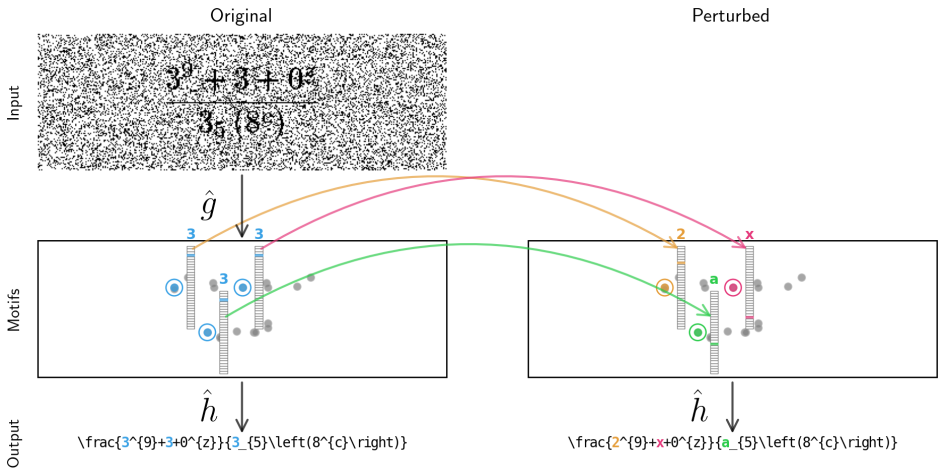 Original Perturbed
Input
3^9 + 3 + 0^z
3_5 (8^c)
ĝ
3 3 2 x
3 a
Motifs
ĥ ĥ
Output
\frac{3^{9}+3+0^{z}}{3_{5}\left(8^{c}\right)} \frac{2^{9}+x+0^{z}}{a_{5}\left(8^{c}\right)}